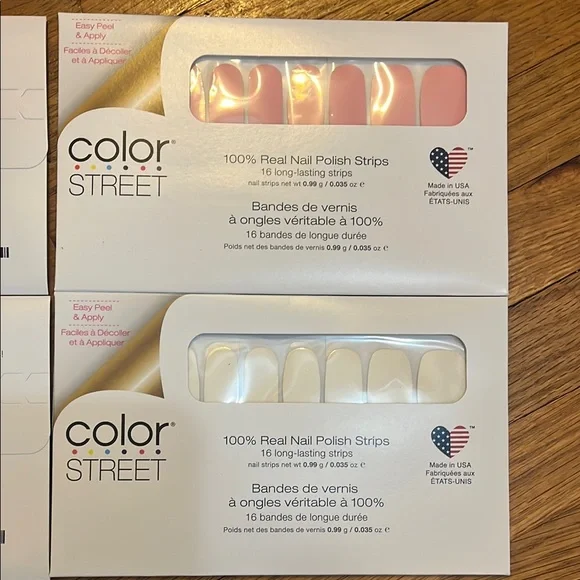 Easy Peel
& Apply
Faciles à Décoller
et à Appliquer
color®
STREET
100% Real Nail Polish Strips
16 long-lasting strips
nail strips net wt 0.99 g / 0.035 oz ℮
Bandes de vernis
à ongles véritable à 100%
16 bandes de longue durée
Poids net des bandes de vernis 0.99 g / 0.035 oz ℮
TM
Made in USA
Fabriquées aux
ÉTATS-UNIS
Easy Peel
& Apply
Faciles à Décoller
et à Appliquer
color®
STREET
100% Real Nail Polish Strips
16 long-lasting strips
nail strips net wt 0.99 g / 0.035 oz ℮
Bandes de vernis
à ongles véritable à 100%
16 bandes de longue durée
Poids net des bandes de vernis 0.99 g / 0.035 oz ℮
TM
Made in USA
Fabriquées aux
ÉTATS-UNIS